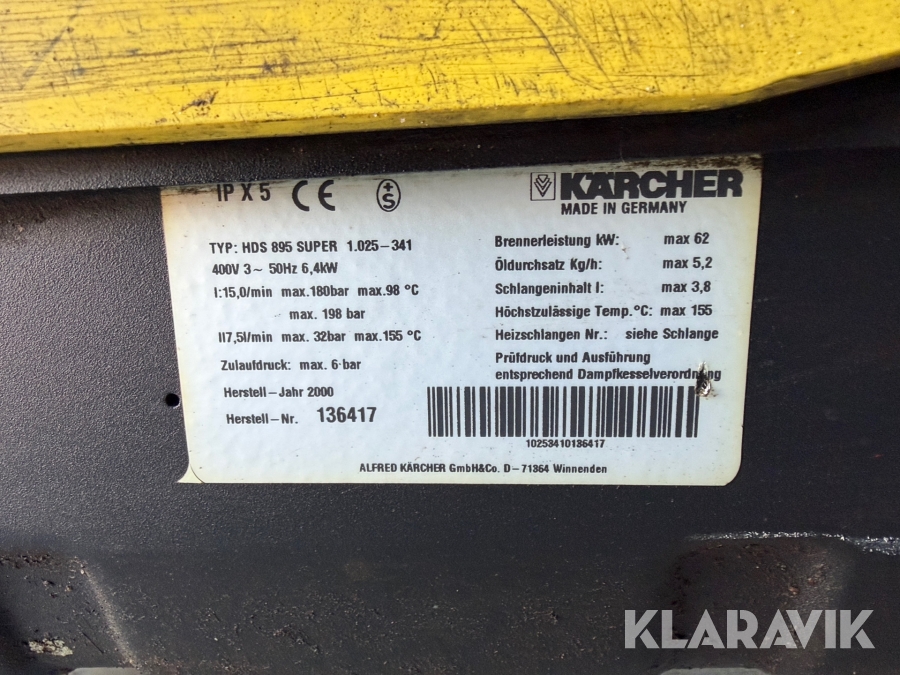 IP X 5 CE +S KÄRCHER
MADE IN GERMANY
TYP: HDS 895 SUPER 1.025-341
400V 3~ 50Hz 6,4kW
I:15,0/min max.180bar max.98 °C
max. 198 bar
II7,5l/min max. 32bar max.155 °C
Zulaufdruck: max. 6 bar
Herstell-Jahr 2000
Herstell-Nr. 136417
Brennerleistung kW: max 62
Öldurchsatz Kg/h: max 5,2
Schlangeninhalt l: max 3,8
Höchstzulässige Temp.°C: max 155
Heizschlangen Nr.: siehe Schlange
Prüfdruck und Ausführung
entsprechend Dampfkesselverordnung
10253410136417
ALFRED KÄRCHER GmbH&Co. D-71364 Winnenden
KLARAVIK